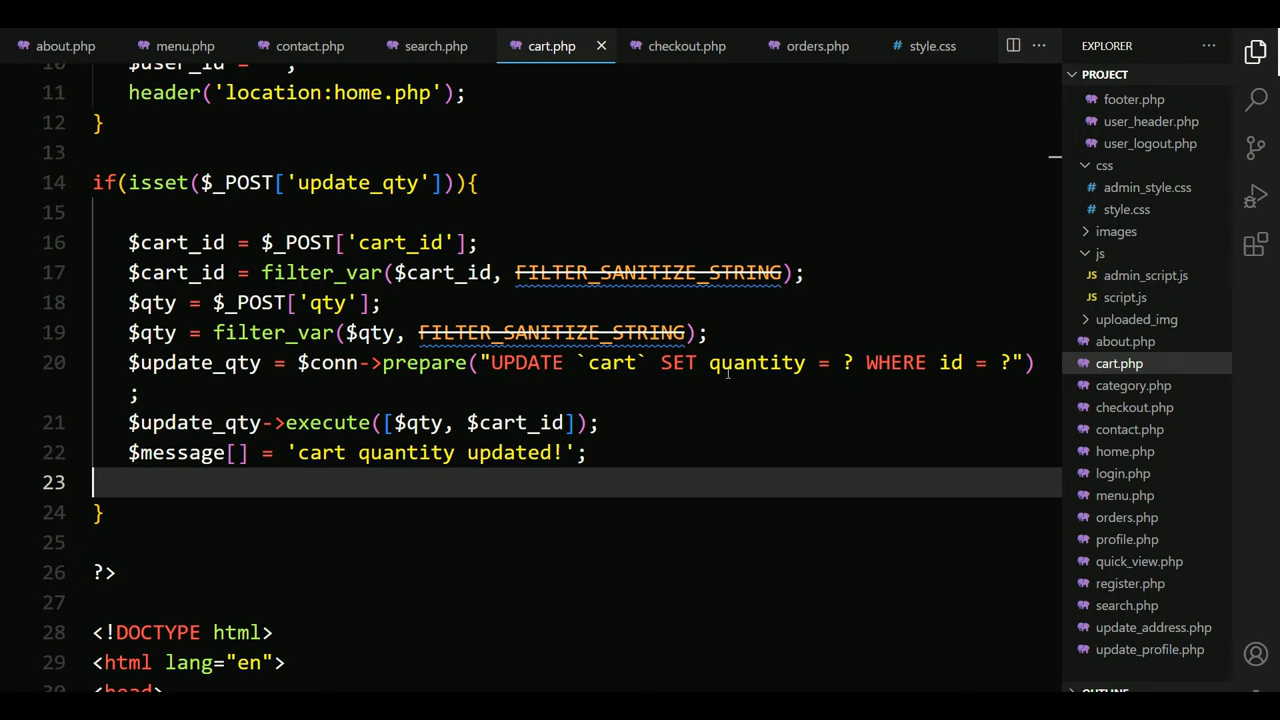 about.php menu.php contact.php search.php cart.php × checkout.php orders.php style.css ··· EXPLORER ···
PROJECT
footer.php
user_header.php
user_logout.php
css
admin_style.css
style.css
images
js
JS admin_script.js
JS script.js
uploaded_img
about.php
cart.php
category.php
checkout.php
contact.php
home.php
login.php
menu.php
orders.php
profile.php
quick_view.php
register.php
search.php
update_address.php
update_profile.php
OUTLINE
10 $user_id = '';
11 header('location:home.php');
12 }
13
14 if(isset($_POST['update_qty'])){
15
16 $cart_id = $_POST['cart_id'];
17 $cart_id = filter_var($cart_id, FILTER_SANITIZE_STRING);
18 $qty = $_POST['qty'];
19 $qty = filter_var($qty, FILTER_SANITIZE_STRING);
20 $update_qty = $conn->prepare("UPDATE `cart` SET quantity = ? WHERE id = ?")
;
21 $update_qty->execute([$qty, $cart_id]);
22 $message[] = 'cart quantity updated!';
23
24 }
25
26 ?>
27
28 <!DOCTYPE html>
29 <html lang="en">
30 <head>